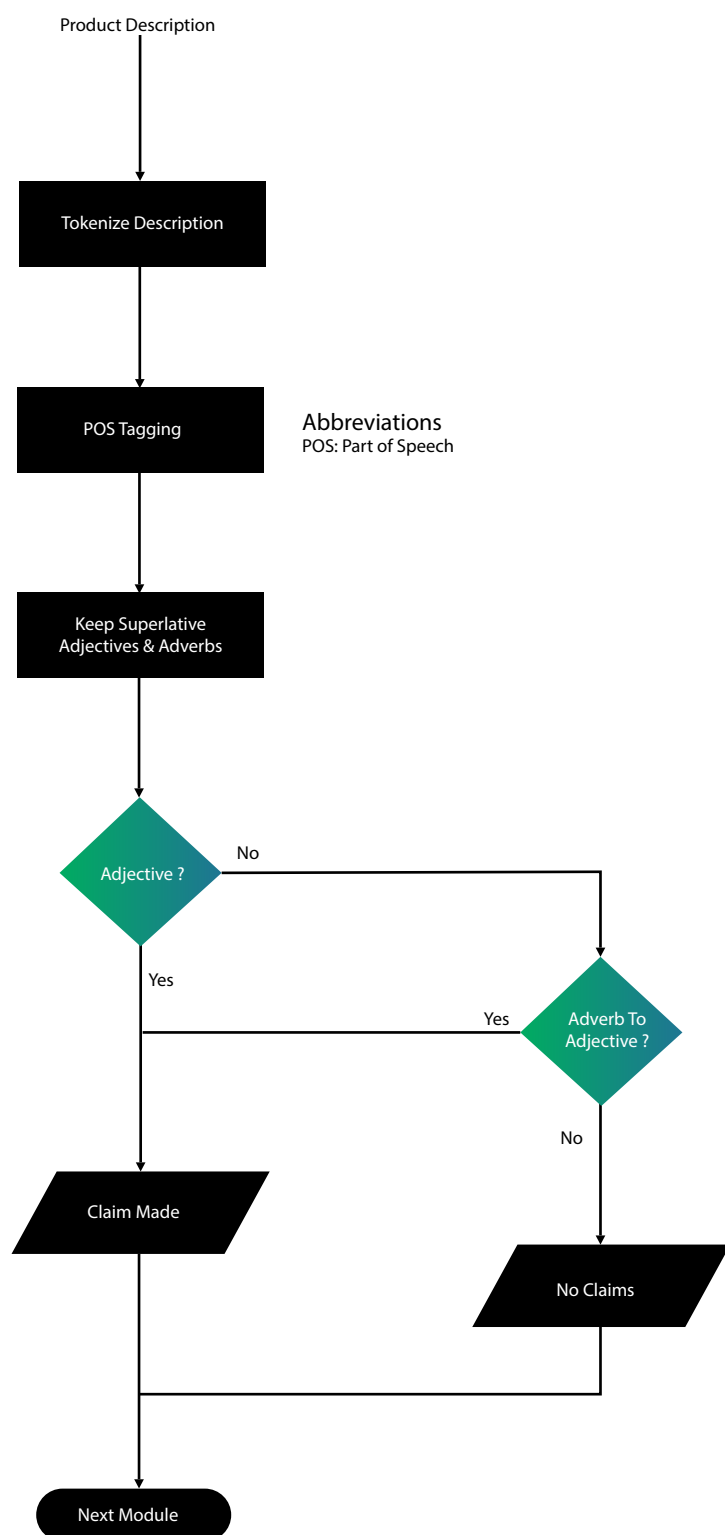 Product Description
Tokenize Description
POS Tagging
Abbreviations
POS: Part of Speech
Keep Superlative
Adjectives & Adverbs
Adjective ?
No
Yes
Yes
Adverb To
Adjective ?
No
Claim Made
No Claims
Next Module